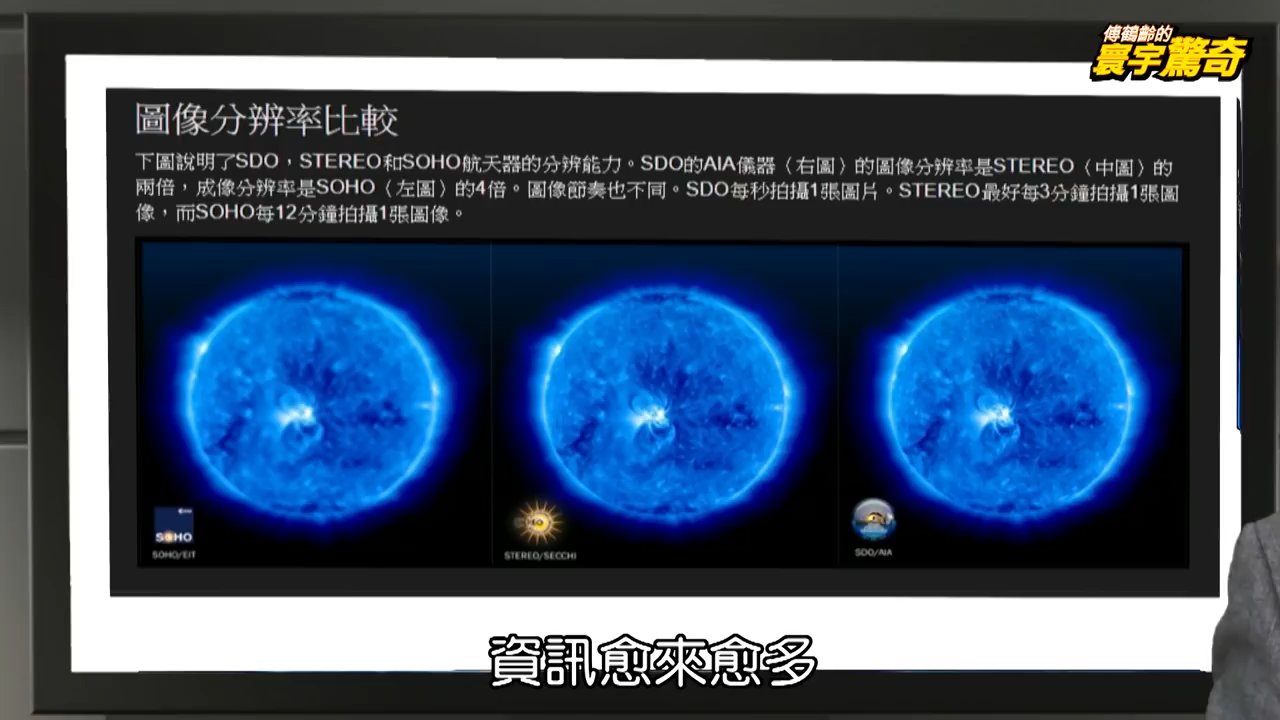 傅鶴齡的
寰宇驚奇
圖像分辨率比較
下圖說明了SDO，STEREO和SOHO航天器的分辨能力。SDO的AIA儀器（右圖）的圖像分辨率是STEREO（中圖）的
兩倍，成像分辨率是SOHO（左圖）的4倍。圖像節奏也不同。SDO每秒拍攝1張圖片。STEREO最好每3分鐘拍攝1張圖
像，而SOHO每12分鐘拍攝1張圖像。
SOHO
SOHO/EIT
STEREO/SECCHI
SDO/AIA
資訊愈來愈多